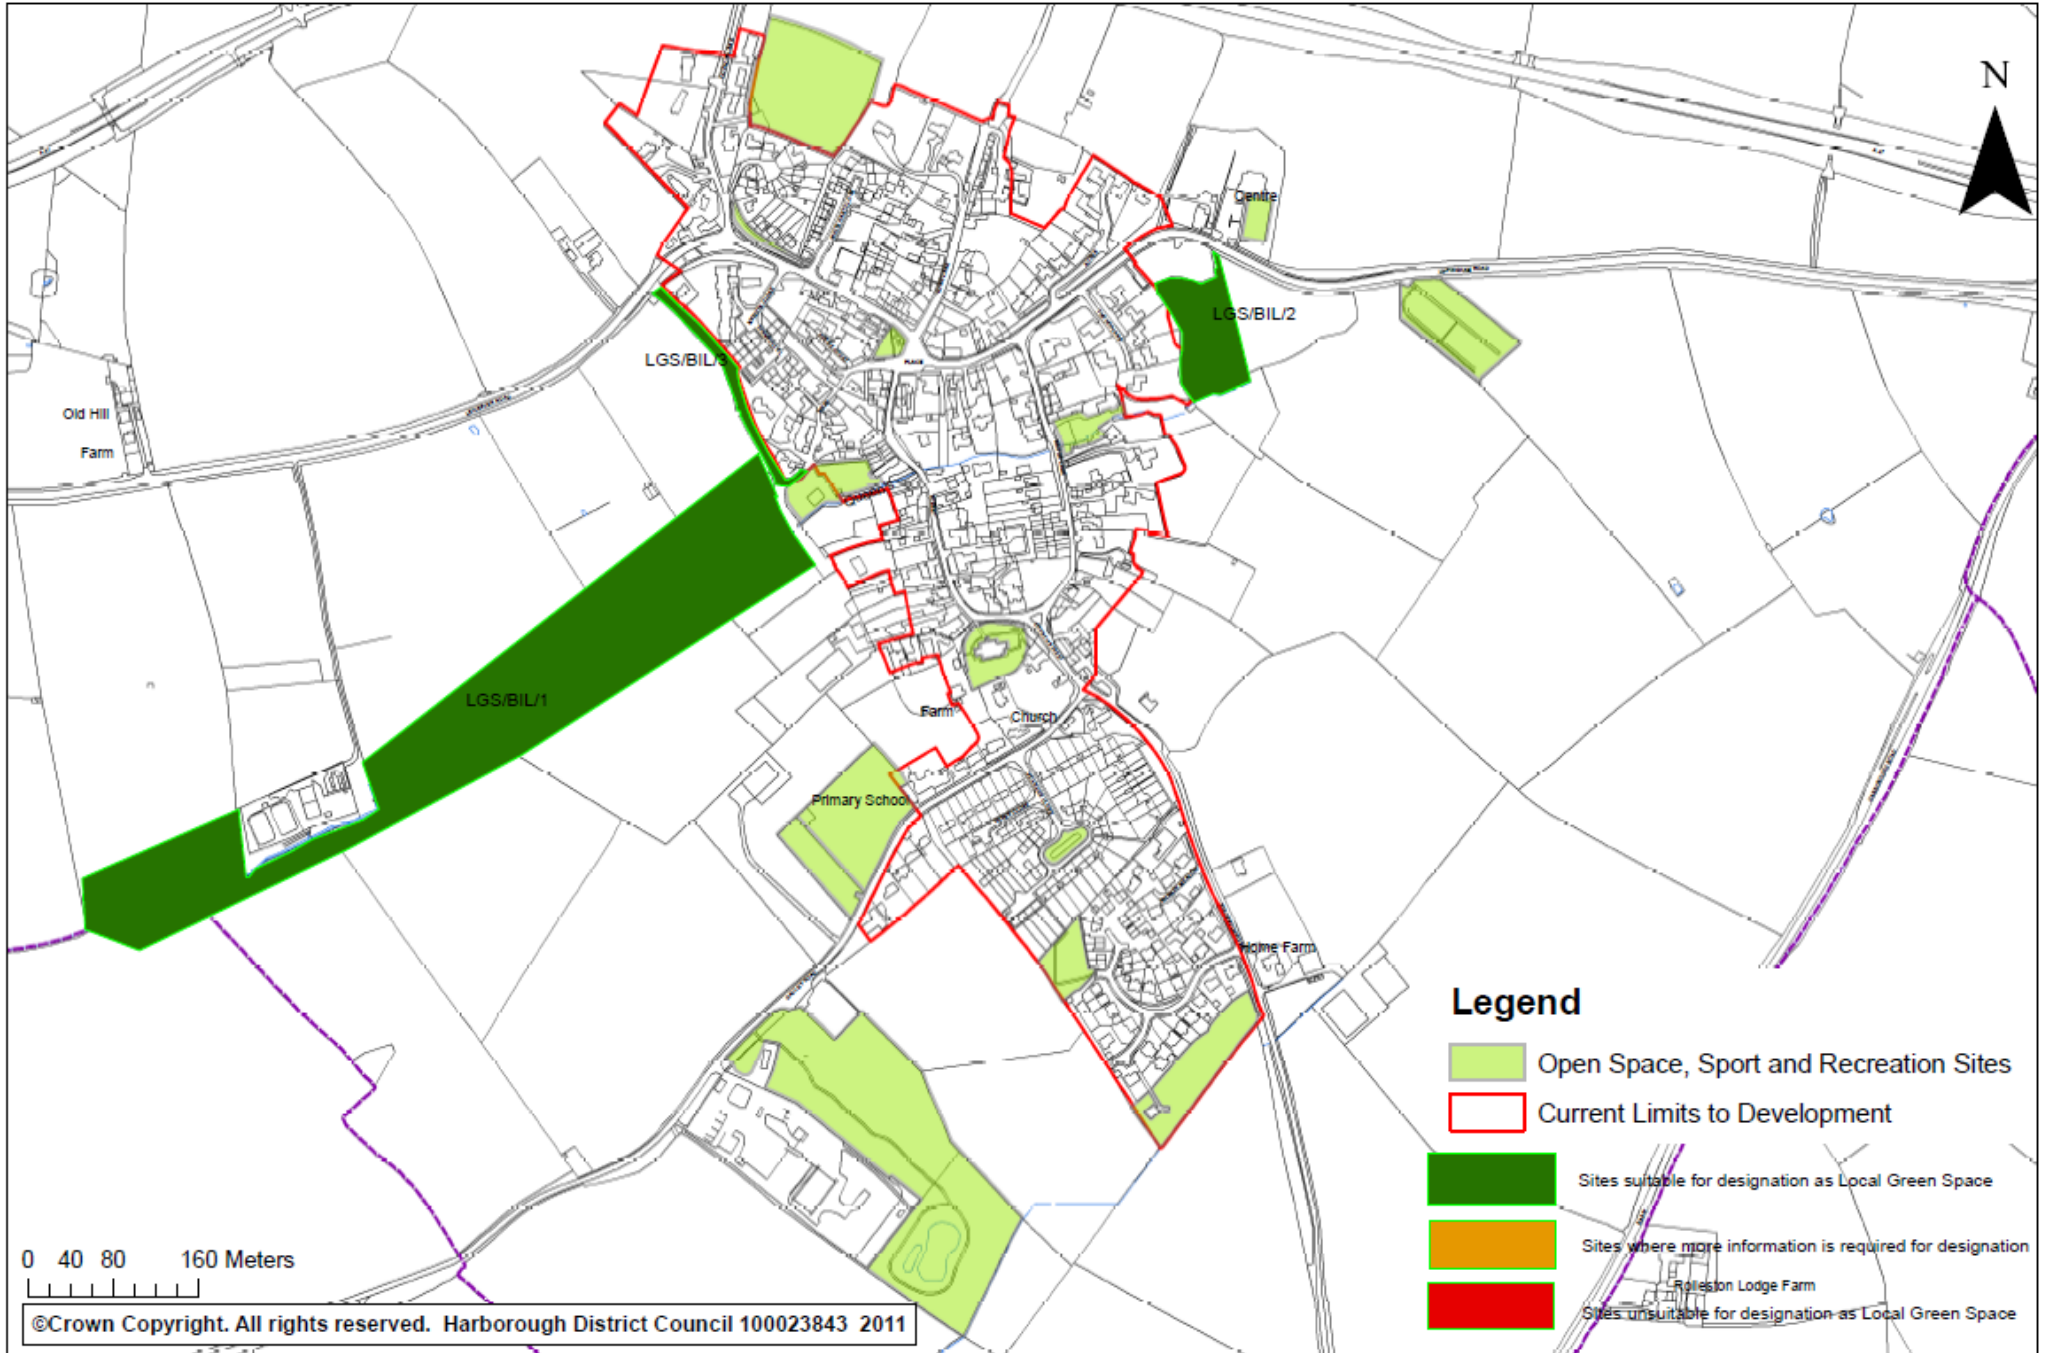 N
Centre
LGS/BIL/2
LGS/BIL/3
PLACE
Old Hill
Farm
LGS/BIL/1
Farm
Church
Primary School
Home Farm
Legend
Open Space, Sport and Recreation Sites
Current Limits to Development
Sites suitable for designation as Local Green Space
Sites where more information is required for designation
Rolleston Lodge Farm
Sites unsuitable for designation as Local Green Space
0 40 80 160 Meters
©Crown Copyright. All rights reserved. Harborough District Council 100023843 2011